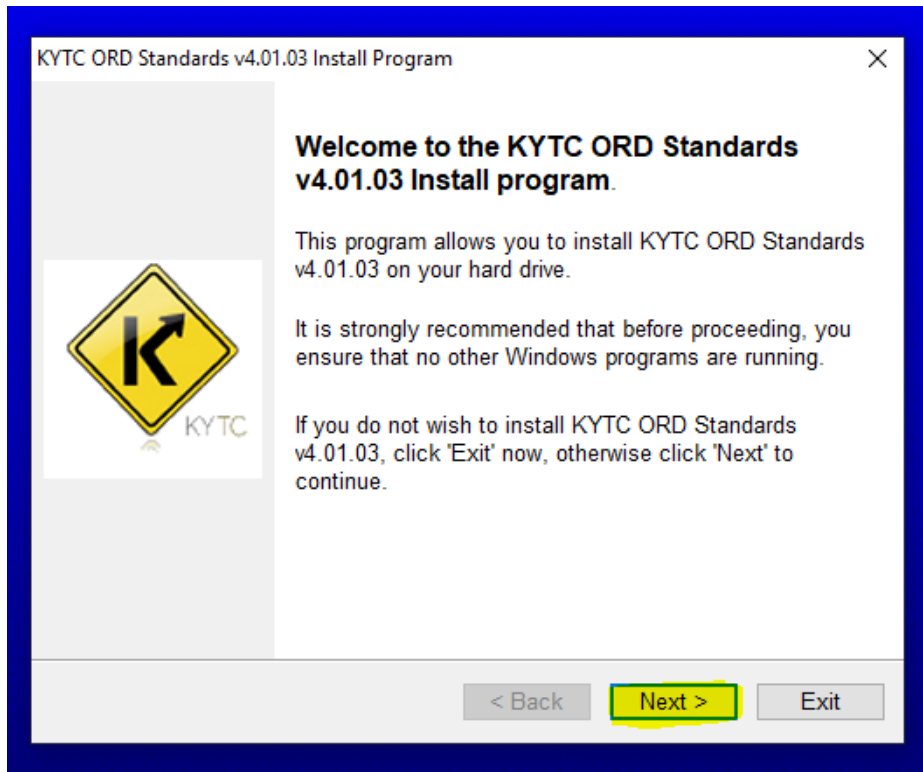 KYTC ORD Standards v4.01.03 Install Program
Welcome to the KYTC ORD Standards
v4.01.03 Install program.
This program allows you to install KYTC ORD Standards
v4.01.03 on your hard drive.
It is strongly recommended that before proceeding, you
ensure that no other Windows programs are running.
KYTC
If you do not wish to install KYTC ORD Standards
v4.01.03, click 'Exit' now, otherwise click 'Next' to
continue.
< Back Next > Exit